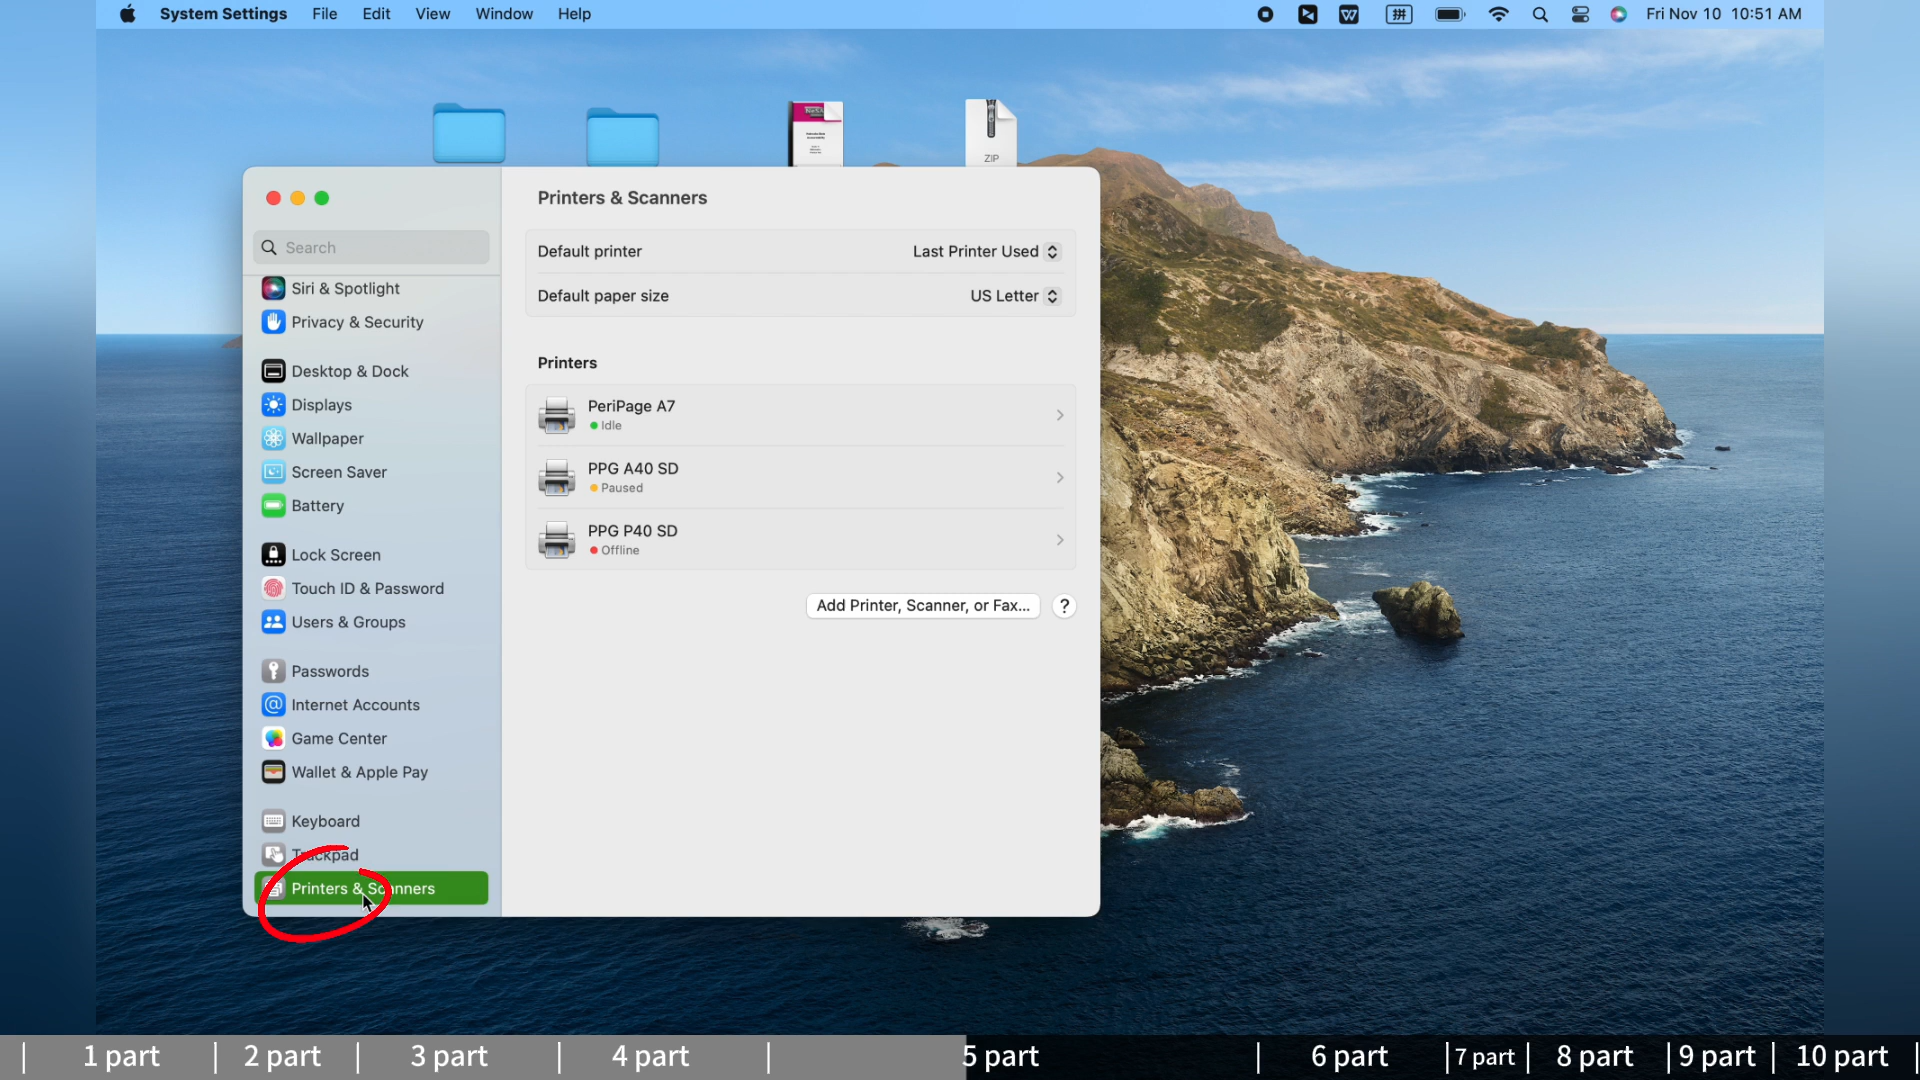 System Settings File Edit View Window Help
拼 Fri Nov 10 10:51 AM
ZIP
Printers & Scanners
Search
Default printer Last Printer Used
Default paper size US Letter
Siri & Spotlight
Privacy & Security
Desktop & Dock
Displays
Wallpaper
Screen Saver
Battery
Lock Screen
Touch ID & Password
Users & Groups
Passwords
Internet Accounts
Game Center
Wallet & Apple Pay
Keyboard
Trackpad
Printers & Scanners
Printers
PeriPage A7
Idle
PPG A40 SD
Paused
PPG P40 SD
Offline
Add Printer, Scanner, or Fax... ?
1 part 2 part 3 part 4 part 5 part 6 part 7 part 8 part 9 part 10 part